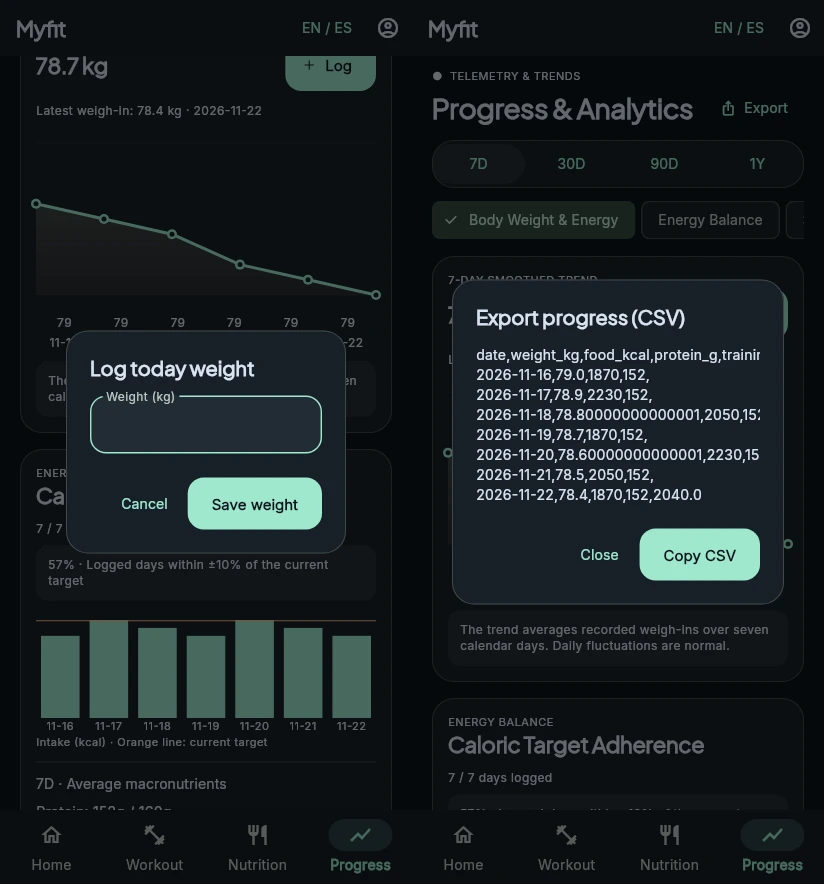 Myfit
EN / ES
78.7 kg
+ Log
Latest weigh-in: 78.4 kg · 2026-11-22
79 79 79 79 79 79
Log today weight
Weight (kg)
Cancel
Save weight
7 / 7
57% · Logged days within ±10% of the current
target
11-16 11-17 11-18 11-19 11-20 11-21 11-22
Intake (kcal) · Orange line: current target
7D · Average macronutrients
Home
Workout
Nutrition
Progress
Myfit
EN / ES
TELEMETRY & TRENDS
Progress & Analytics
Export
7D
30D
90D
1Y
Body Weight & Energy
Energy Balance
7-DAY SMOOTHED TREND
Export progress (CSV)
date,weight_kg,food_kcal,protein_g,trainin
2026-11-16,79.0,1870,152,
2026-11-17,78.9,2230,152,
2026-11-18,78.80000000000001,2050,152
2026-11-19,78.7,1870,152,
2026-11-20,78.60000000000001,2230,15
2026-11-21,78.5,2050,152,
2026-11-22,78.4,1870,152,2040.0
Close
Copy CSV
The trend averages recorded weigh-ins over seven
calendar days. Daily fluctuations are normal.
ENERGY BALANCE
Caloric Target Adherence
7 / 7 days logged
Home
Workout
Nutrition
Progress